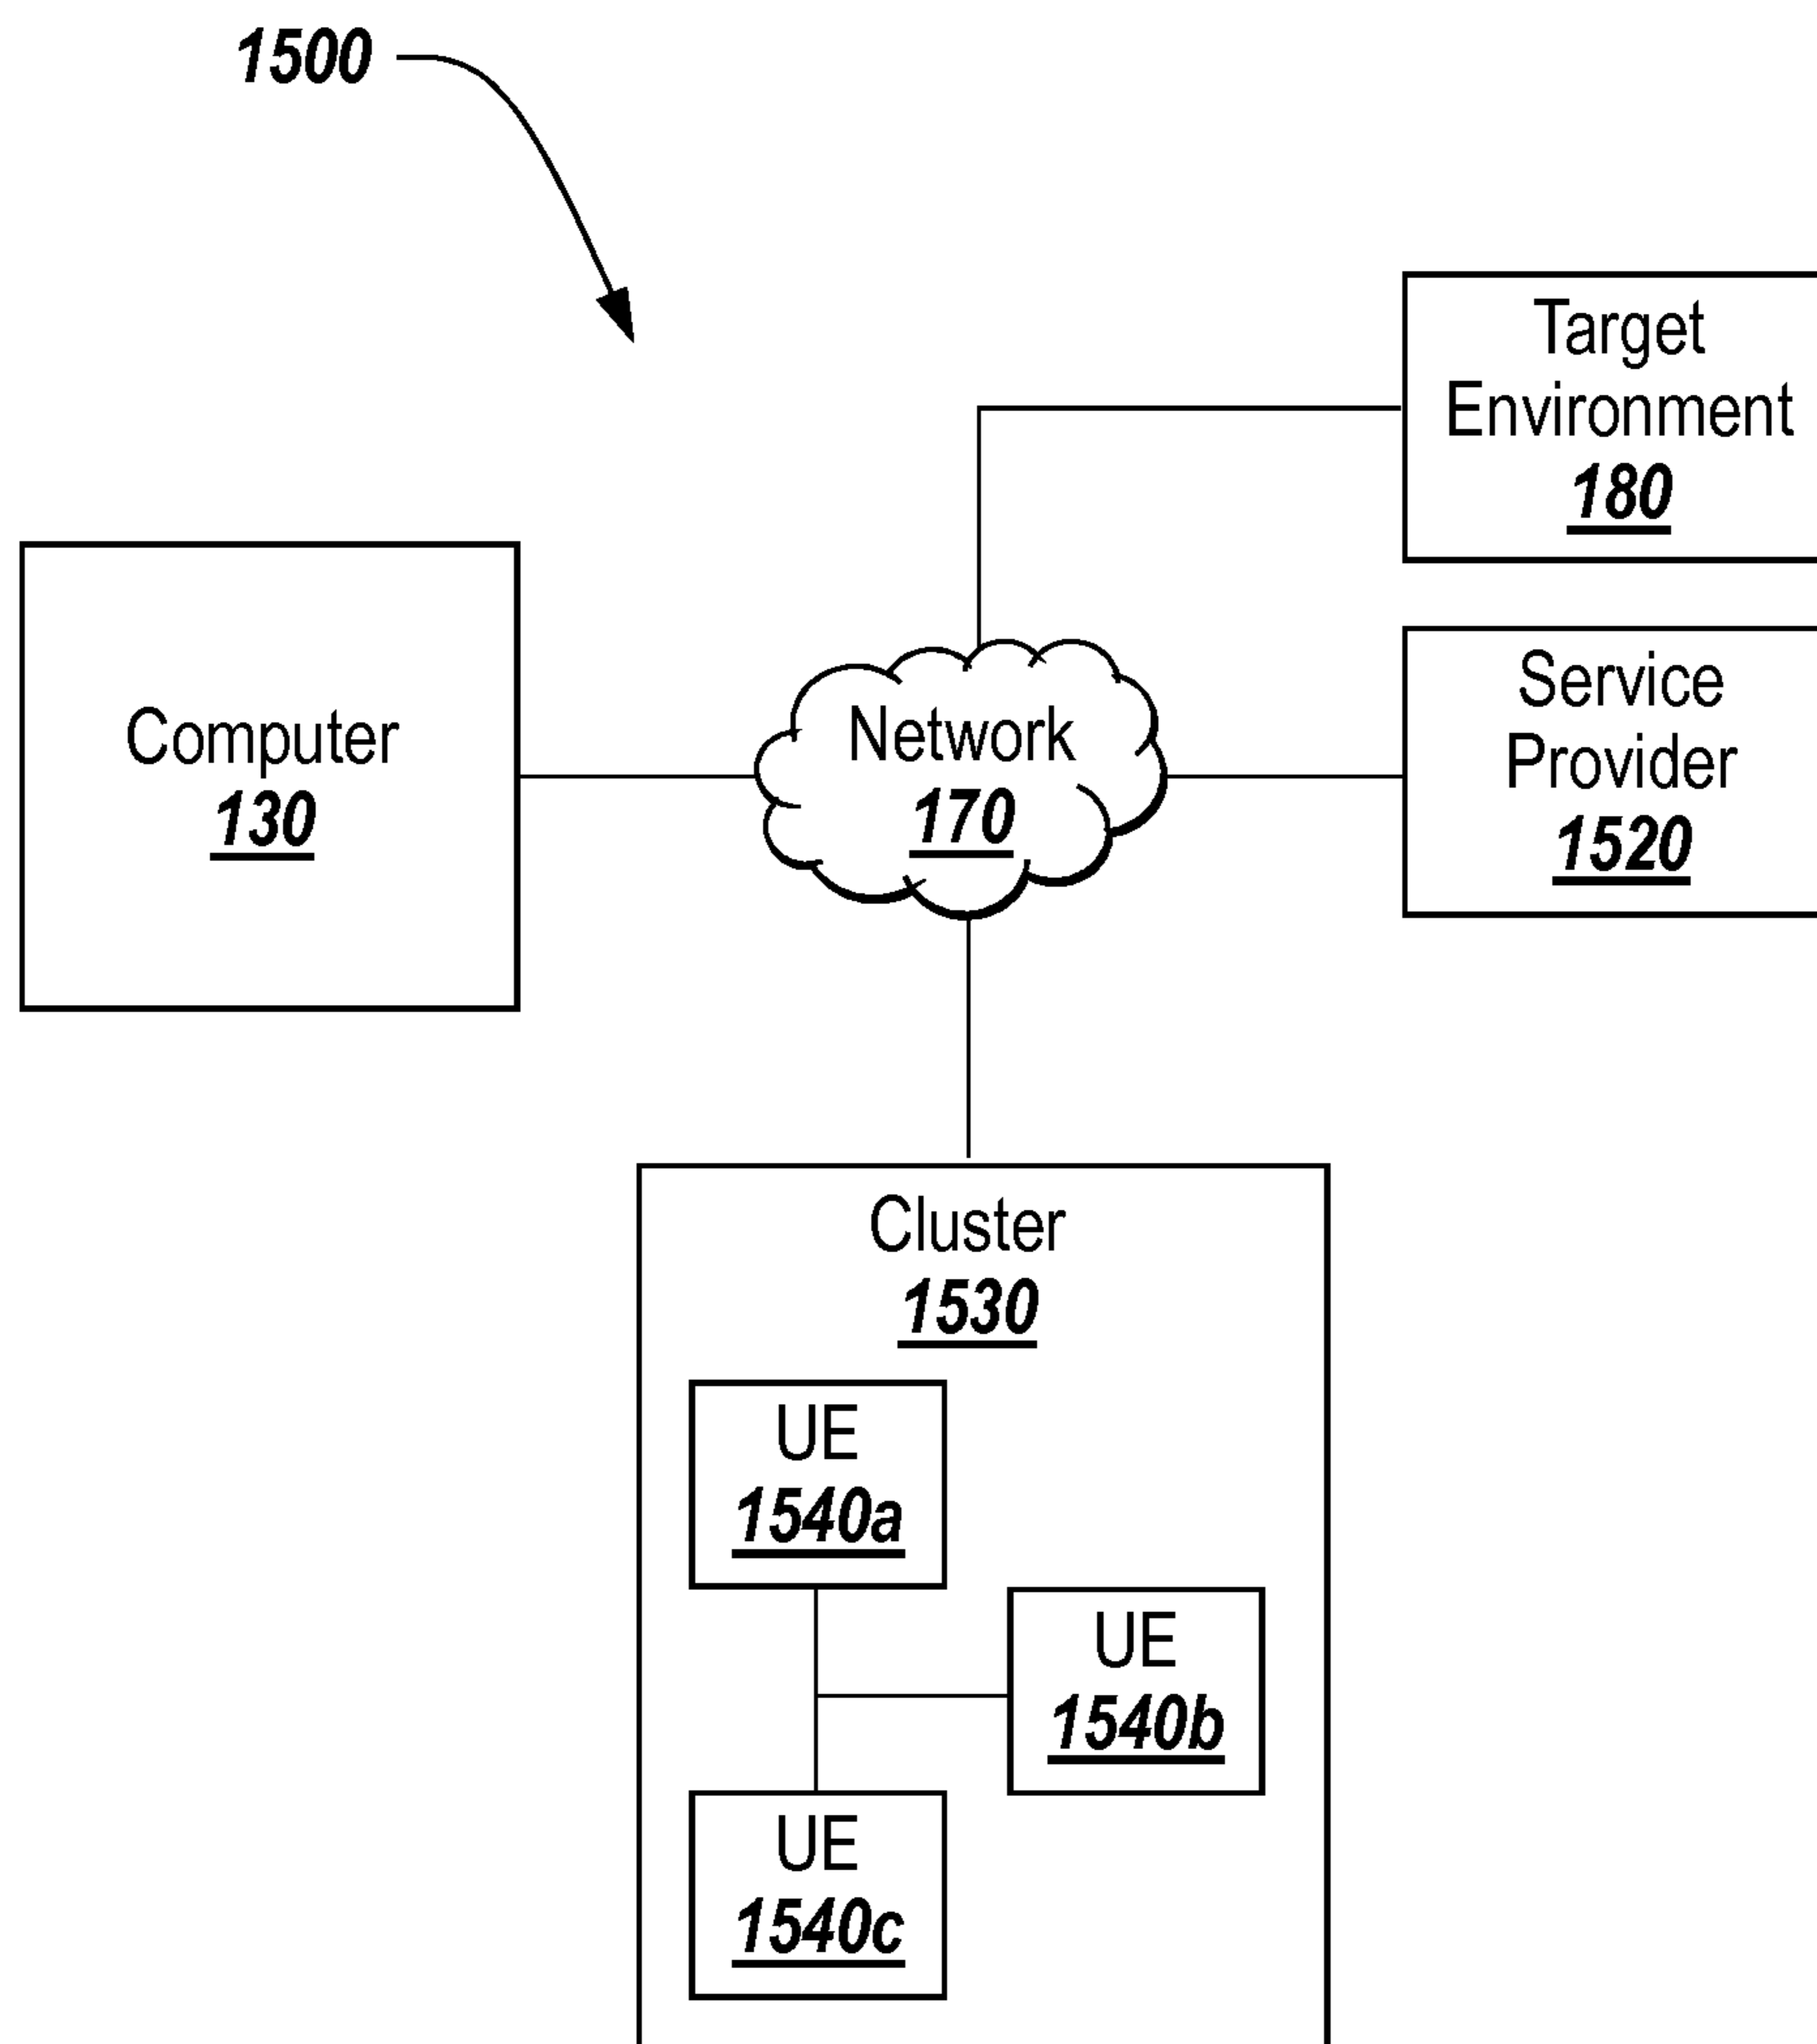 1500
Target
Environment
180
Computer
130
Network
170
Service
Provider
1520
Cluster
1530
UE
1540a
UE
1540b
UE
1540c